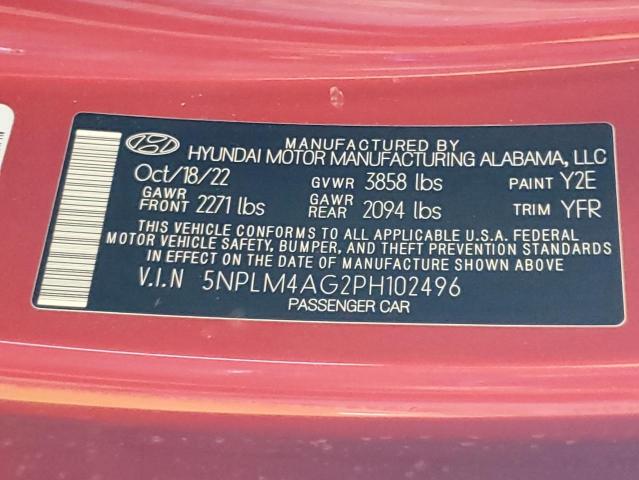 MANUFACTURED BY
HYUNDAI MOTOR MANUFACTURING ALABAMA, LLC
Oct/18/22 GVWR 3858 lbs PAINT Y2E
GAWR FRONT 2271 lbs GAWR REAR 2094 lbs TRIM YFR
THIS VEHICLE CONFORMS TO ALL APPLICABLE U.S.A. FEDERAL
MOTOR VEHICLE SAFETY, BUMPER, AND THEFT PREVENTION STANDARDS
IN EFFECT ON THE DATE OF MANUFACTURE SHOWN ABOVE
V.I.N 5NPLM4AG2PH102496
PASSENGER CAR